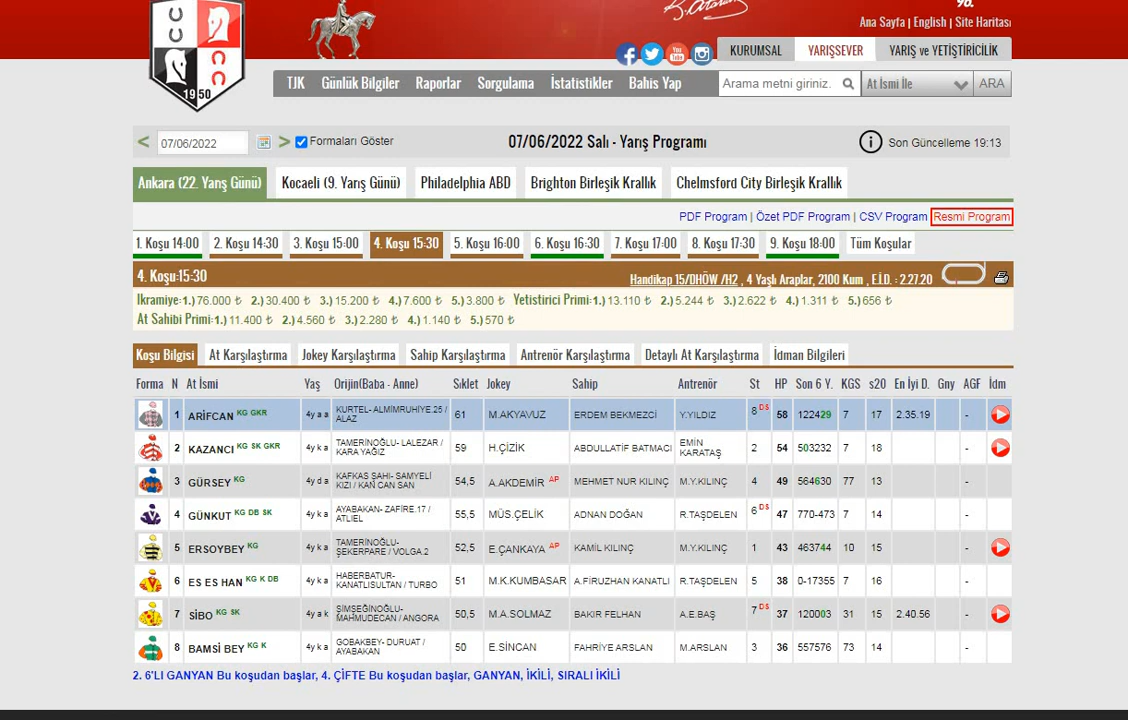 96.
Ana Sayfa | English | Site Haritası
KURUMSAL YARIŞSEVER YARIŞ ve YETİŞTİRİCİLİK
1950
TJK Günlük Bilgiler Raporlar Sorgulama İstatistikler Bahis Yap Arama metni giriniz. At İsmi İle ARA
< 07/06/2022 > Formaları Göster 07/06/2022 Salı - Yarış Programı Son Güncelleme 19:13
Ankara (22. Yarış Günü) Kocaeli (9. Yarış Günü) Philadelphia ABD Brighton Birleşik Krallık Chelmsford City Birleşik Krallık
PDF Program | Özet PDF Program | CSV Program Resmi Program
1. Koşu 14:00 2. Koşu 14:30 3. Koşu 15:00 4. Koşu 15:30 5. Koşu 16:00 6. Koşu 16:30 7. Koşu 17:00 8. Koşu 17:30 9. Koşu 18:00 Tüm Koşular
4. Koşu:15:30 Handikap 15/DHÖW /H2 , 4 Yaşlı Araplar, 2100 Kum , E.İ.D. : 2.27.20
Ikramiye:1.) 76.000 ₺ 2.) 30.400 ₺ 3.) 15.200 ₺ 4.) 7.600 ₺ 5.) 3.800 ₺ Yetistirici Primi:1.) 13.110 ₺ 2.) 5.244 ₺ 3.) 2.622 ₺ 4.) 1.311 ₺ 5.) 656 ₺
At Sahibi Primi:1.) 11.400 ₺ 2.) 4.560 ₺ 3.) 2.280 ₺ 4.) 1.140 ₺ 5.) 570 ₺
Koşu Bilgisi At Karşılaştırma Jokey Karşılaştırma Sahip Karşılaştırma Antrenör Karşılaştırma Detaylı At Karşılaştırma İdman Bilgileri
Forma N At İsmi Yaş Orijin(Baba - Anne) Sıklet Jokey Sahip Antrenör St HP Son 6 Y. KGS s20 En İyi D. Gny AGF İdm
1 ARİFCAN KG GKR 4y a a KURTEL- ALMIMRUHİYE.25 / ALAZ 61 M.AKYAVUZ ERDEM BEKMEZCİ Y.YILDIZ 8 DS 58 122429 7 17 2.35.19 -
2 KAZANCI KG SK GKR 4y k a TAMERİNOĞLU- LALEZAR / KARA YAĞIZ 59 H.ÇİZİK ABDULLATİF BATMACI EMİN KARATAŞ 2 54 503232 7 18 -
3 GÜRSEY KG 4y d a KAFKAS ŞAHI- SAMYELİ KIZI / KAN CAN SAN 54,5 A.AKDEMİR AP MEHMET NUR KILINÇ M.Y.KILINÇ 4 49 564630 77 13 -
4 GÜNKUT KG DB SK 4y k a AYABAKAN- ZAFİRE.17 / ATLIEL 55,5 MÜS.ÇELİK ADNAN DOĞAN R.TAŞDELEN 6 DS 47 770-473 7 14 -
5 ERSOYBEY KG 4y k a TAMERİNOĞLU- ŞEKERPARE / VOLGA.2 52,5 E.ÇANKAYA AP KAMİL KILINÇ M.Y.KILINÇ 1 43 463744 10 15 -
6 ES ES HAN KG K DB 4y k a HABERBATUR- KANATLISULTAN / TURBO 51 M.K.KUMBASAR A.FİRUZHAN KANATLI R.TAŞDELEN 5 38 0-17355 7 16 -
7 SİBO KG SK 4y a k ŞİMŞEĞİNOĞLU- MAHMUDECAN / ANGORA 50,5 M.A.SOLMAZ BAKIR FELHAN A.E.BAŞ 7 DS 37 120003 31 15 2.40.56 -
8 BAMSİ BEY KG K 4y k a GOBAKBEY- DURUAT / AYABAKAN 50 E.SİNCAN FAHRİYE ARSLAN M.ARSLAN 3 36 557576 73 14 -
2. 6'LI GANYAN Bu koşudan başlar, 4. ÇİFTE Bu koşudan başlar, GANYAN, İKİLİ, SIRALI İKİLİ